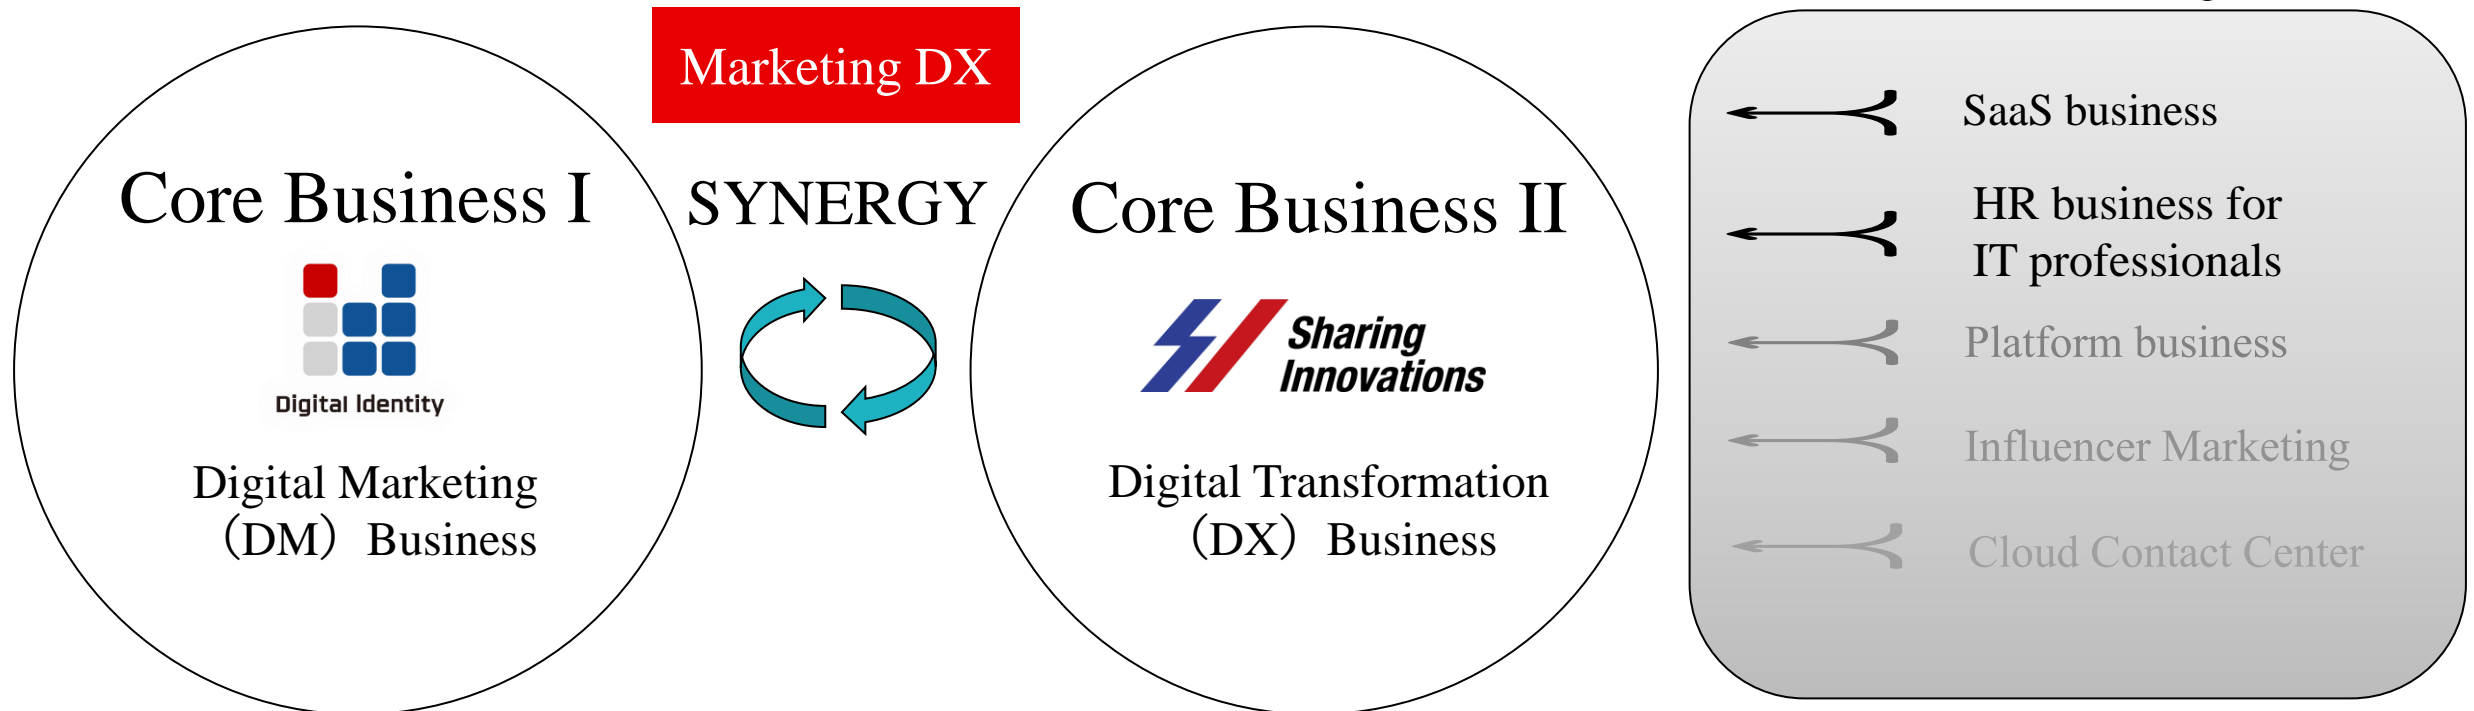 Marketing DX
Core Business I
SYNERGY
Core Business II
Digital Identity
Sharing
Innovations
Digital Marketing
（DM）Business
Digital Transformation
（DX）Business
SaaS business
HR business for
IT professionals
Platform business
Influencer Marketing
Cloud Contact Center